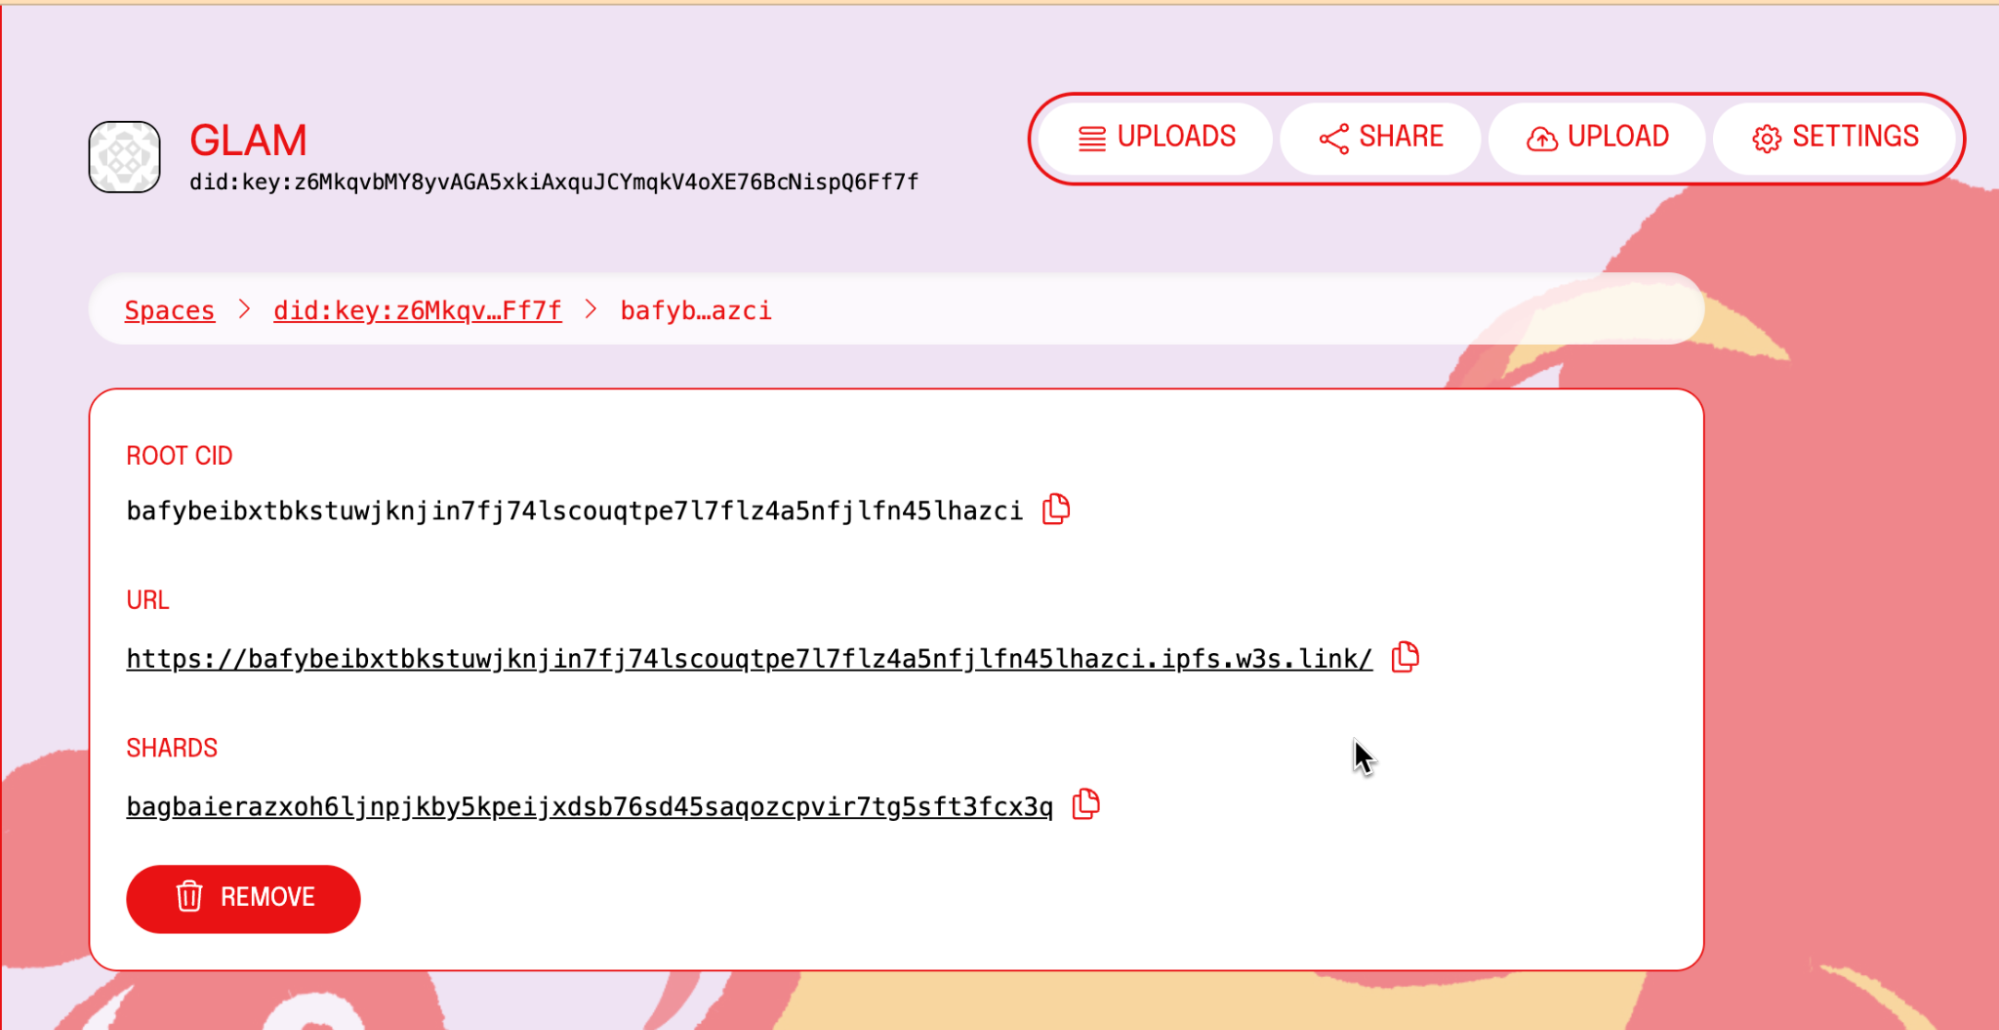 GLAM
did:key:z6MkqvbMY8yvAGA5xkiAxquJCYmqkV4oXE76BcNispQ6Ff7f
UPLOADS
SHARE
UPLOAD
SETTINGS
Spaces > did:key:z6Mkqv…Ff7f > bafyb…azci
ROOT CID
bafybeibxtbkstuwjknjin7fj74lscouqtpe7l7flz4a5nfjlfn45lhazci
URL
https://bafybeibxtbkstuwjknjin7fj74lscouqtpe7l7flz4a5nfjlfn45lhazci.ipfs.w3s.link/
SHARDS
bagbaierazxoh6ljnpjkby5kpeijxdsb76sd45saqozcpvir7tg5sft3fcx3q
REMOVE